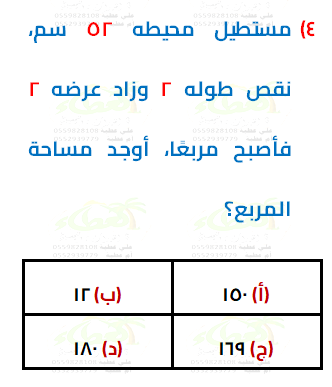 ٤) مستطيل محيطه ٥٢ سم،
نقص طوله ٢ وزاد عرضه ٢
فأصبح مربعًا، أوجد مساحة
المربع؟
(أ) ١٥٠
(ب) ١٢
(ج) ١٦٩
(د) ١٨٠